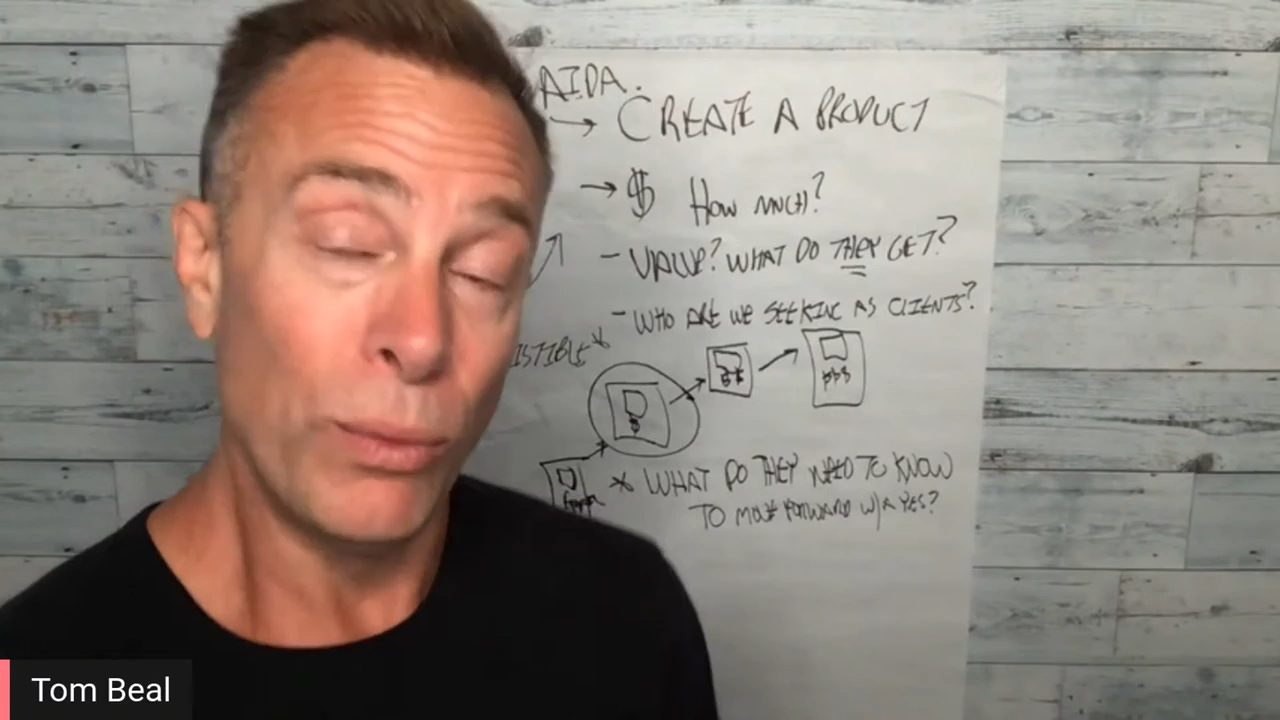 AIDA.
→ CREATE A PRODUCT
→ $ HOW MUCH?
- VALUE? WHAT DO THEY GET?
- WHO ARE WE SEEKING AS CLIENTS?
ISTIBLE *
$
$$
$$$
* WHAT DO THEY NEED TO KNOW
TO MOVE FORWARD W/A YES?
Tom Beal